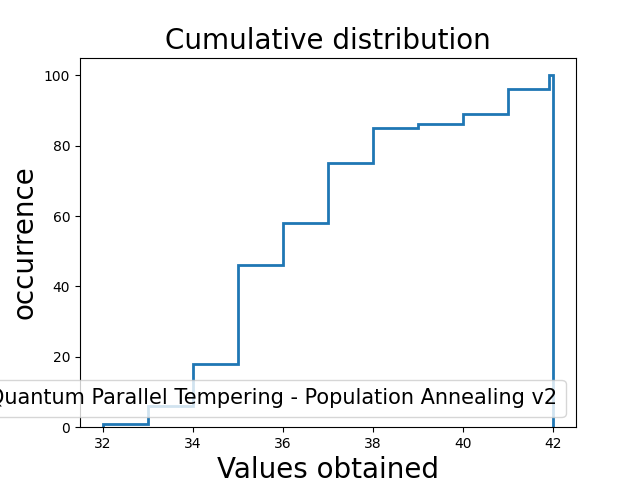 Cumulative distribution
100
80
60
40
20
0
occurrence
Quantum Parallel Tempering - Population Annealing v2
32 34 36 38 40 42
Values obtained